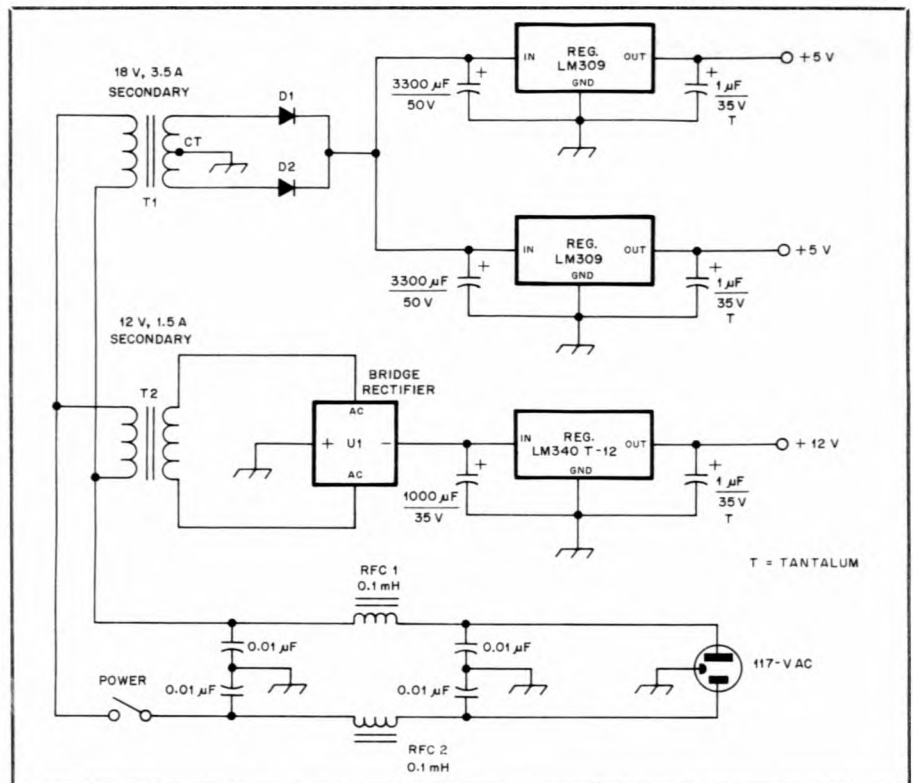 18 V, 3.5 A
SECONDARY
D1
CT
D2
T1
3300 µF
50 V
+
IN
REG.
LM309
OUT
GND
+
1 µF
35 V
T
+5 V
3300 µF
50 V
+
IN
REG.
LM309
OUT
GND
+
1 µF
35 V
T
+5 V
12 V, 1.5 A
SECONDARY
T2
BRIDGE
RECTIFIER
AC
+ U1 −
AC
1000 µF
35 V
+
IN
REG.
LM340 T-12
OUT
GND
+
1 µF
35 V
T
+ 12 V
T = TANTALUM
RFC 1
0.1 mH
0.01 µF
0.01 µF
0.01 µF
0.01 µF
117-V AC
POWER
RFC 2
0.1 mH